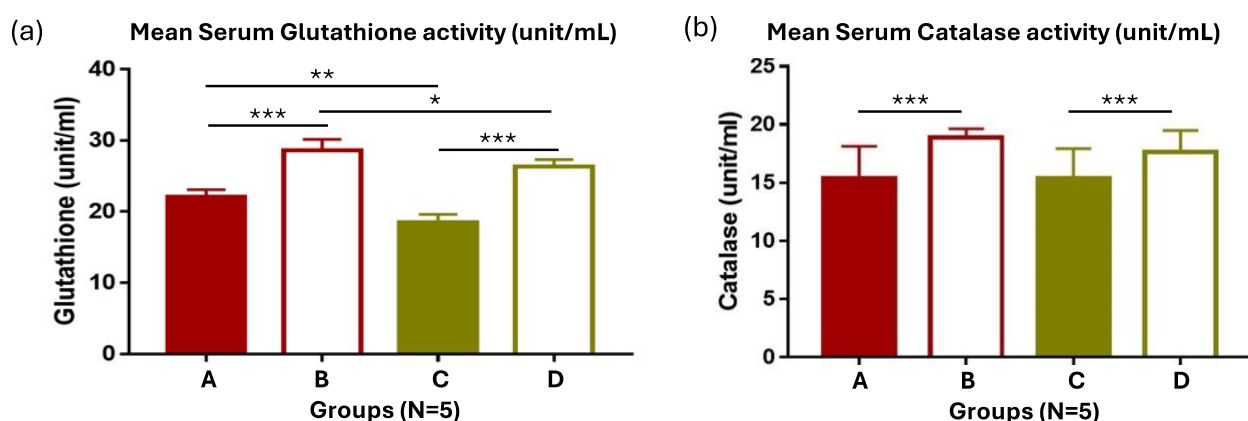 (a)
Mean Serum Glutathione activity (unit/mL)
Glutathione (unit/ml)
40
30
20
10
0
**
***
*
***
A B C D
Groups (N=5)
(b)
Mean Serum Catalase activity (unit/mL)
Catalase (unit/ml)
25
20
15
10
5
0
*** ***
A B C D
Groups (N=5)